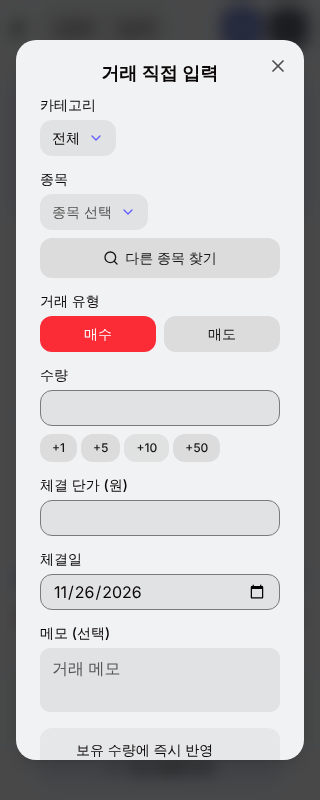 거래 직접 입력
카테고리
전체
종목
종목 선택
다른 종목 찾기
거래 유형
매수 매도
수량
+1 +5 +10 +50
체결 단가 (원)
체결일
11/26/2026
메모 (선택)
거래 메모
보유 수량에 즉시 반영